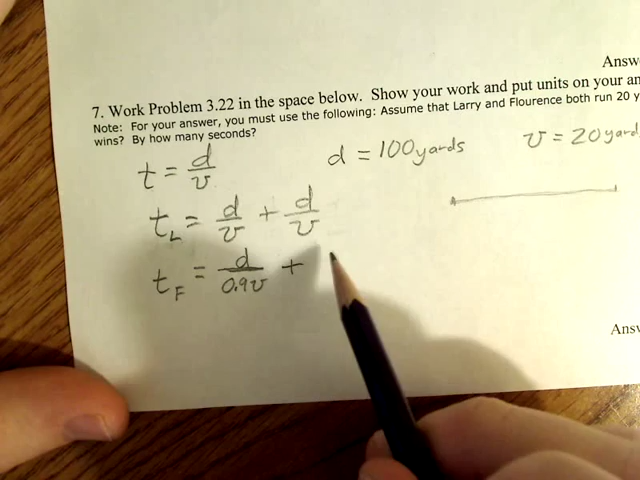 Answ
7. Work Problem 3.22 in the space below. Show your work and put units on your an
Note: For your answer, you must use the following: Assume that Larry and Flourence both run 20 y
wins? By how many seconds?
t = d/v
d = 100 yards
v = 20 yard
t_L = d/v + d/v
t_F = d/0.9v +
Answ